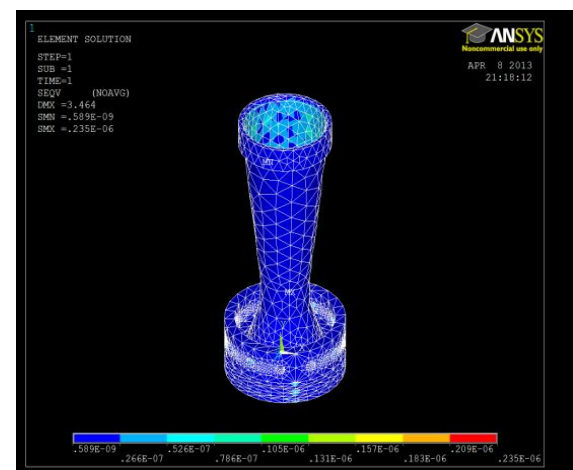 1
ELEMENT SOLUTION
STEP=1
SUB =1
TIME=1
SEQV (NOAVG)
DMX =3.464
SMN =.589E-09
SMX =.235E-06
ANSYS
Noncommercial use only
APR 8 2013
21:18:12
MN
MX
.589E-09 .526E-07 .105E-06 .157E-06 .209E-06
.266E-07 .786E-07 .131E-06 .183E-06 .235E-06